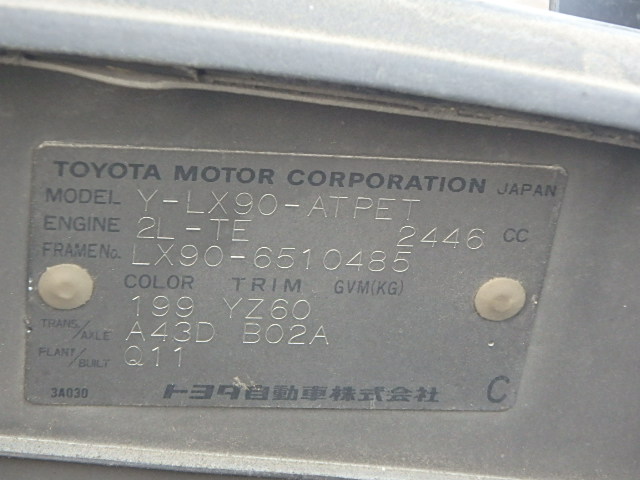 TOYOTA MOTOR CORPORATION JAPAN
MODEL Y-LX90-ATPET
ENGINE 2L-TE 2446 CC
FRAME No. LX90-6510485
COLOR TRIM GVM(KG)
199 YZ60
TRANS./AXLE A43D B02A
PLANT/BUILT Q11
3A030 トヨタ自動車株式会社 C